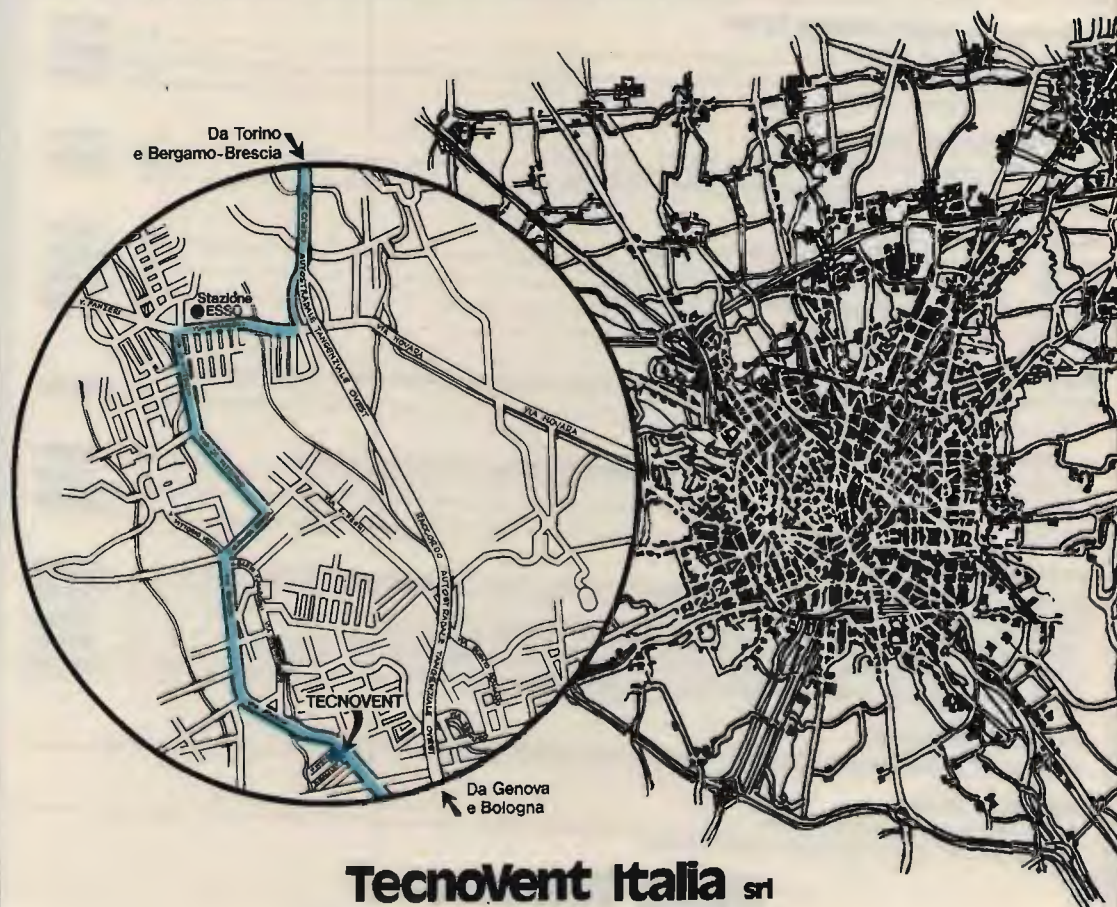 Da Torino
e Bergamo-Brescia
Stazione
ESSO
AUTOSTRADALE TANGENZIALE OVEST
VIA NOVARA
VIA NOVARA
RACCORDO AUTOSTRADALE TANGENZIALE OVEST
TECNOVENT
Da Genova
e Bologna
TecnoVent Italia srl